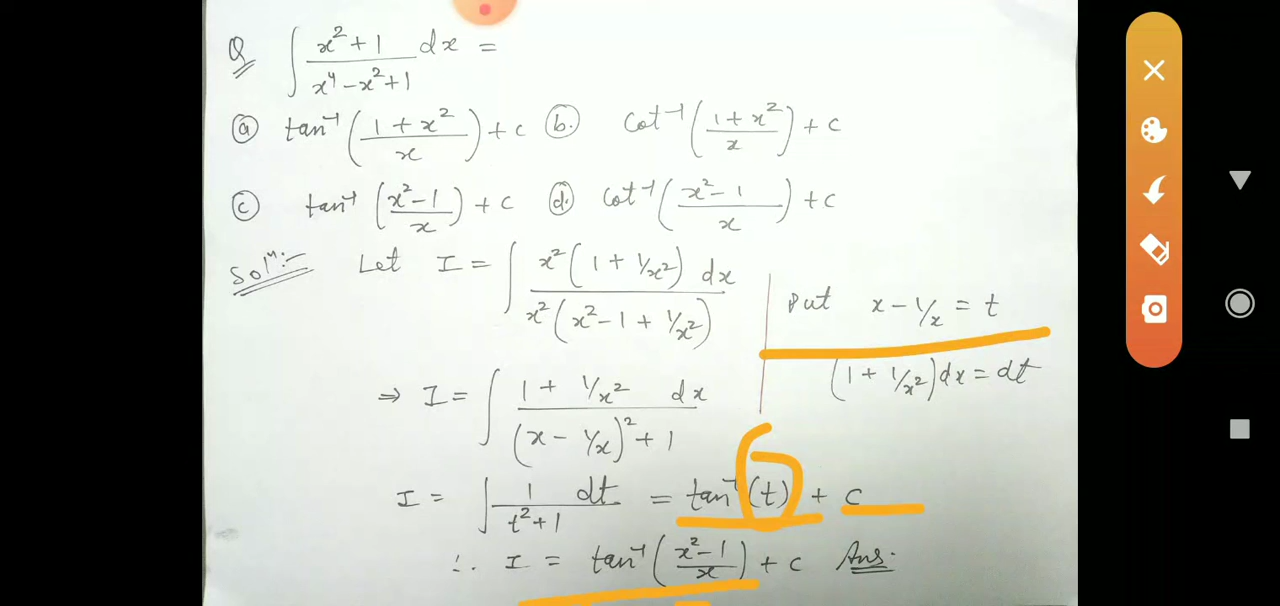 Q ∫ x² + 1 / x⁴ - x² + 1 dx =
(a) tan⁻¹ (1 + x² / x) + c (b). cot⁻¹ (1 + x² / x) + c
(c) tan⁻¹ (x² - 1 / x) + c (d). cot⁻¹ (x² - 1 / x) + c
Solⁿ:- Let I = ∫ x² (1 + 1/x²) dx / x² (x² - 1 + 1/x²)
Put x - 1/x = t
(1 + 1/x²) dx = dt
⇒ I = ∫ 1 + 1/x² dx / (x - 1/x)² + 1
I = ∫ 1 dt / t² + 1 = tan⁻¹ (t) + c
∴ I = tan⁻¹ (x² - 1 / x) + c Ans.